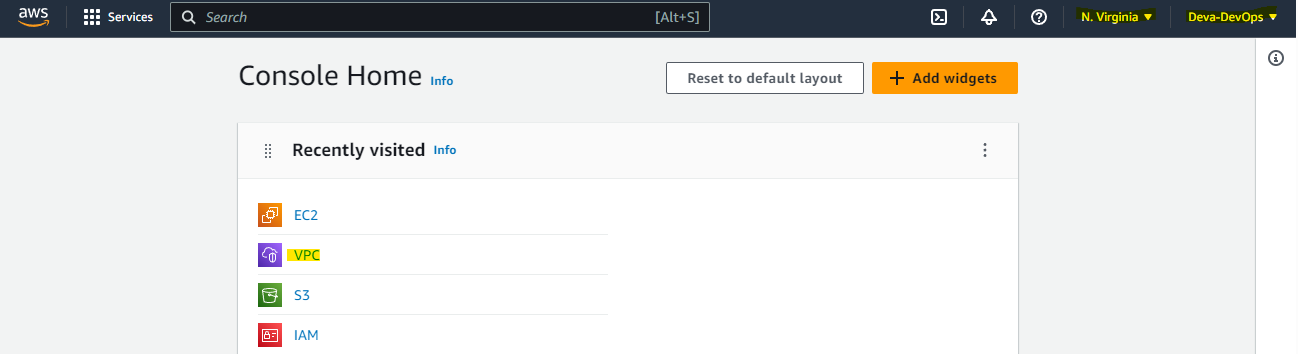 aws Services Search [Alt+S] N. Virginia Deva-DevOps
Console Home Info Reset to default layout + Add widgets
Recently visited Info
EC2
VPC
S3
IAM